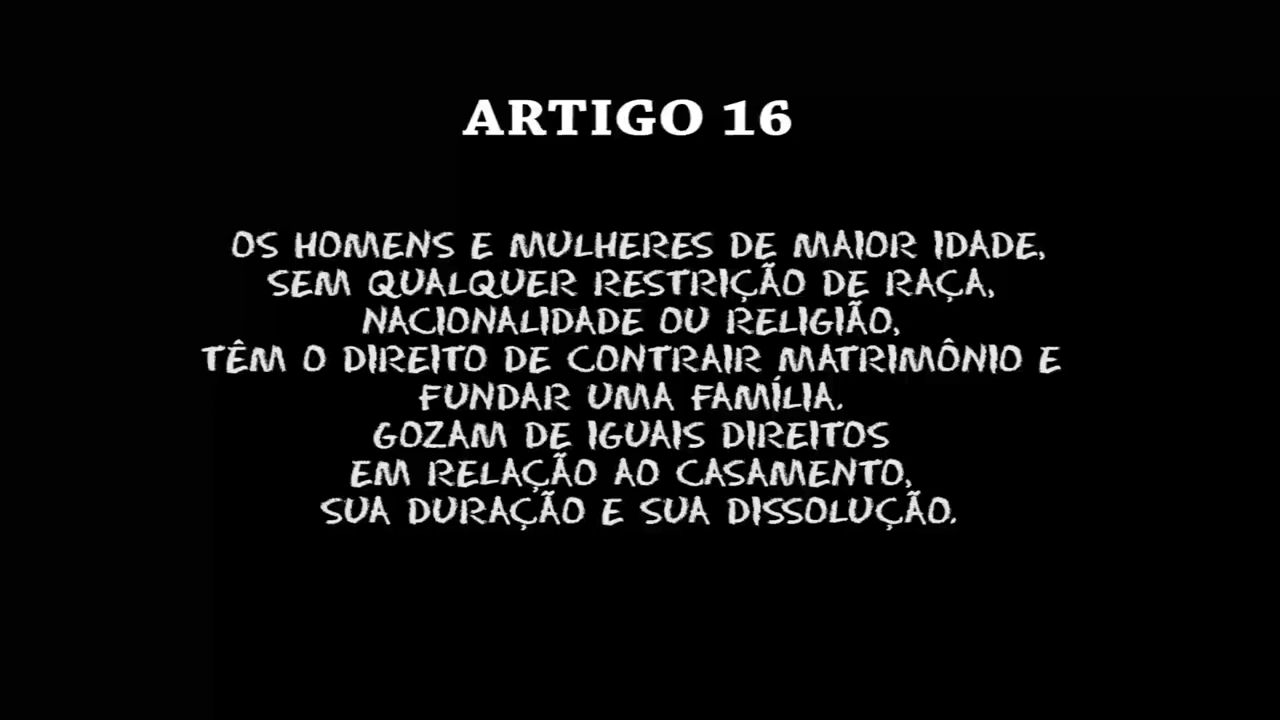 ARTIGO 16
OS HOMENS E MULHERES DE MAIOR IDADE,
SEM QUALQUER RESTRIÇÃO DE RAÇA,
NACIONALIDADE OU RELIGIÃO,
TÊM O DIREITO DE CONTRAIR MATRIMÔNIO E
FUNDAR UMA FAMÍLIA.
GOZAM DE IGUAIS DIREITOS
EM RELAÇÃO AO CASAMENTO,
SUA DURAÇÃO E SUA DISSOLUÇÃO.